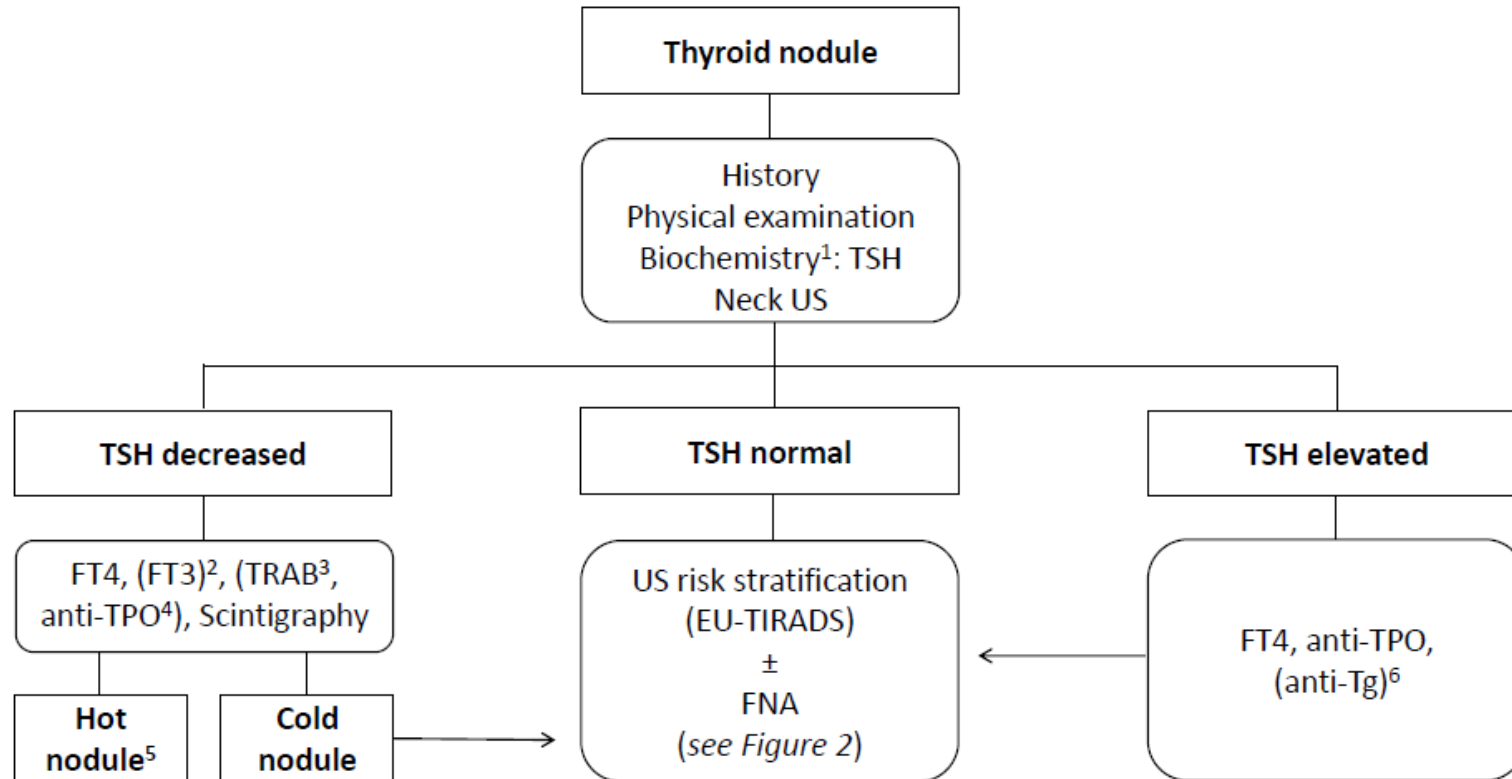 Thyroid nodule
History
Physical examination
Biochemistry¹: TSH
Neck US
TSH decreased
TSH normal
TSH elevated
FT4, (FT3)², (TRAB³,
anti-TPO⁴), Scintigraphy
Hot
nodule⁵
Cold
nodule
US risk stratification
(EU-TIRADS)
±
FNA
(see Figure 2)
FT4, anti-TPO,
(anti-Tg)⁶